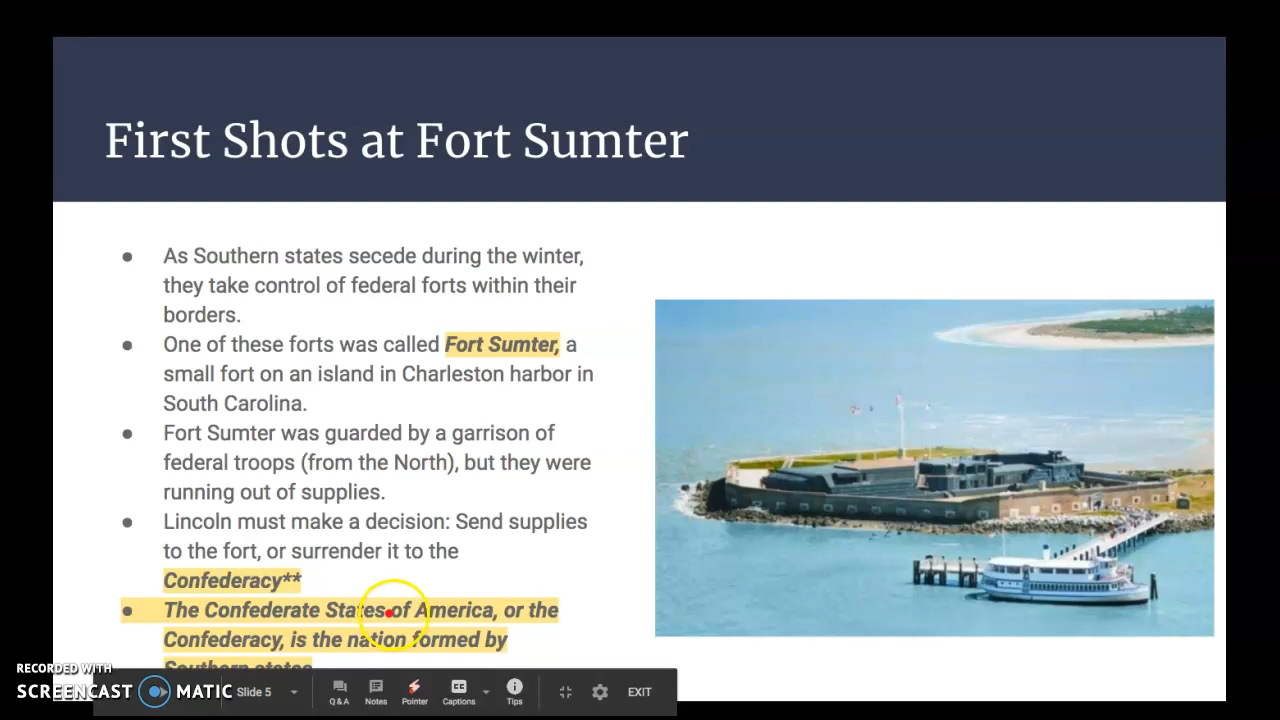 First Shots at Fort Sumter
● As Southern states secede during the winter,
they take control of federal forts within their
borders.
● One of these forts was called Fort Sumter, a
small fort on an island in Charleston harbor in
South Carolina.
● Fort Sumter was guarded by a garrison of
federal troops (from the North), but they were
running out of supplies.
● Lincoln must make a decision: Send supplies
to the fort, or surrender it to the
Confederacy**
● The Confederate States of America, or the
Confederacy, is the nation formed by
Southern states
RECORDED WITH
SCREENCAST MATIC
Slide 5
Q&A
Notes
Pointer
CC
Captions
Tips
EXIT